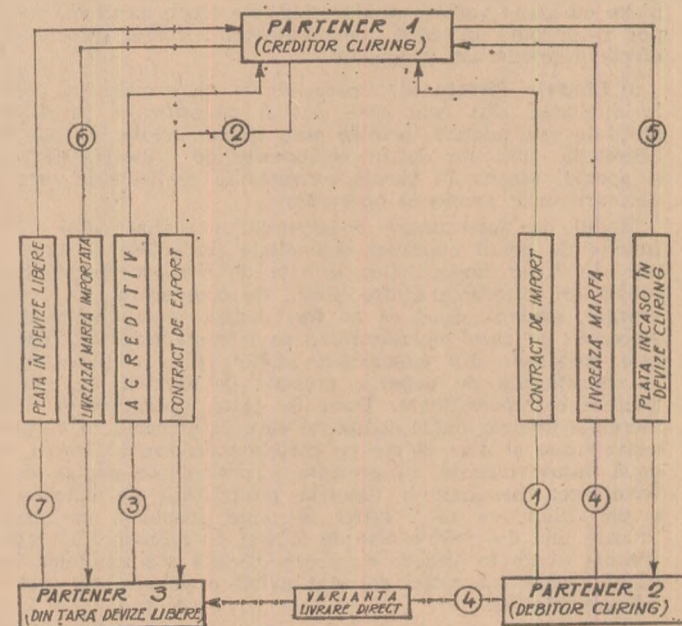 PARTENER 1
(CREDITOR CLIRING)
6
2
5
PLATA ÎN DEVIZE LIBERE
LIVREAZĂ MARFA IMPORTATĂ
ACREDITIV
CONTRACT DE EXPORT
CONTRACT DE IMPORT
LIVREAZĂ MARFA
PLATA INCASO ÎN
DEVIZE CLIRING
7
3
1
4
PARTENER 3
(DIN TARĂ DEVIZE LIBERE)
VARIANTA
LIVRARE DIRECT
4
PARTENER 2
(DEBITOR CLIRING)